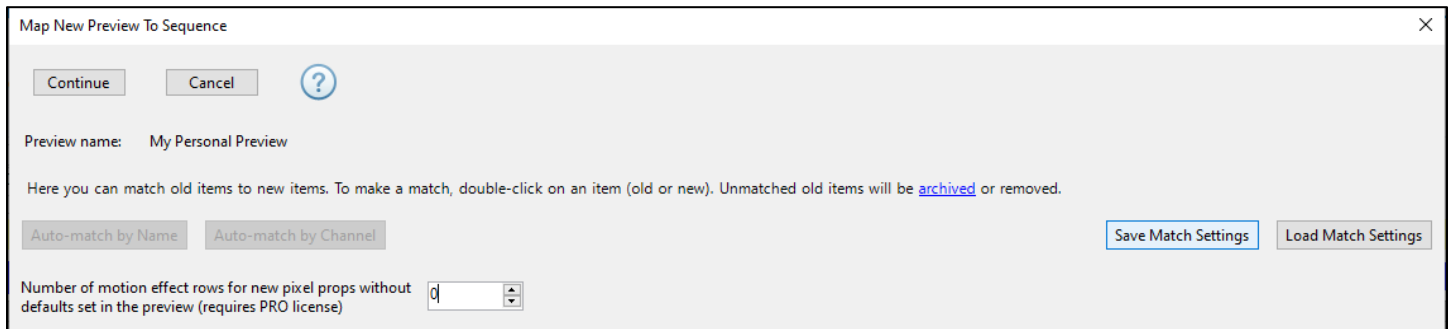 Map New Preview To Sequence
Continue Cancel ?
Preview name: My Personal Preview
Here you can match old items to new items. To make a match, double-click on an item (old or new). Unmatched old items will be archived or removed.
Auto-match by Name Auto-match by Channel Save Match Settings Load Match Settings
Number of motion effect rows for new pixel props without
defaults set in the preview (requires PRO license) 0